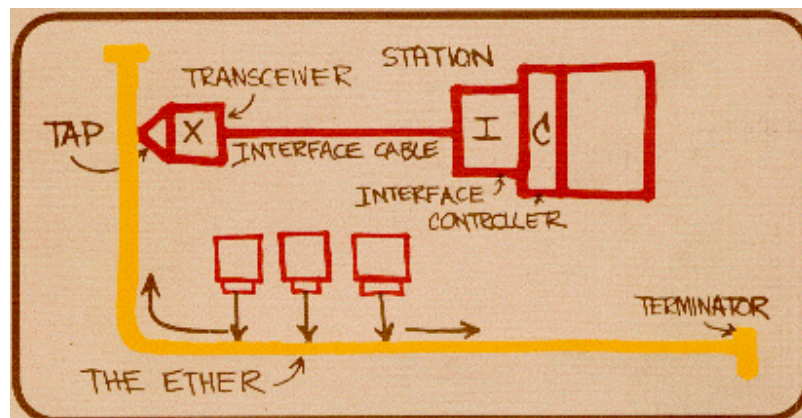 STATION
TRANSCEIVER
TAP
X
I
C
INTERFACE CABLE
INTERFACE
CONTROLLER
TERMINATOR
THE ETHER